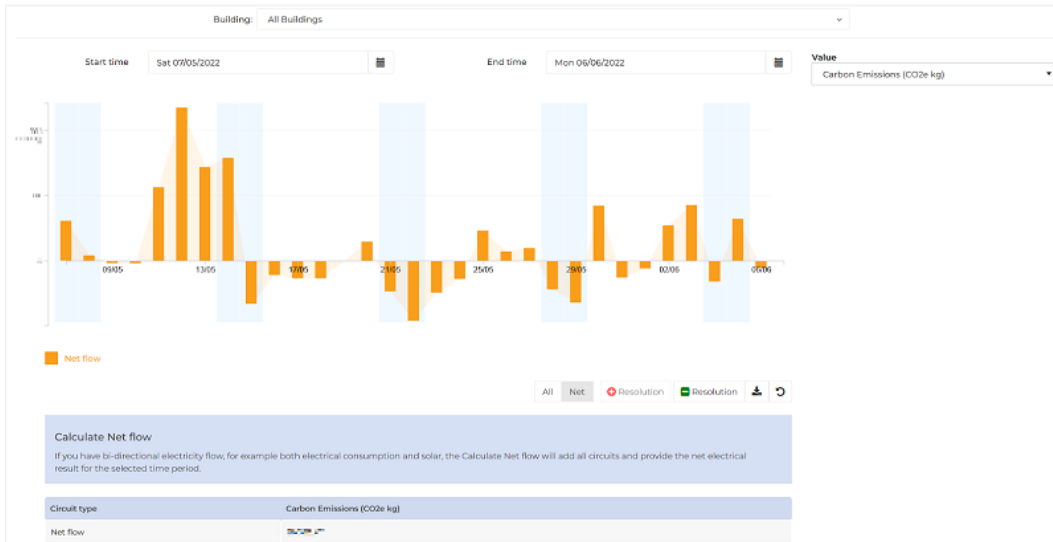 Building: All Buildings
Start time Sat 07/05/2022 End time Mon 06/06/2022
Value
Carbon Emissions (CO2e kg)
09/05 13/05 17/05 21/05 25/05 29/05 02/06 06/06
Net flow
All Net Resolution Resolution
Calculate Net flow
If you have bi-directional electricity flow, for example both electrical consumption and solar, the Calculate Net flow will add all circuits and provide the net electrical
result for the selected time period.
Circuit type Carbon Emissions (CO2e kg)
Net flow